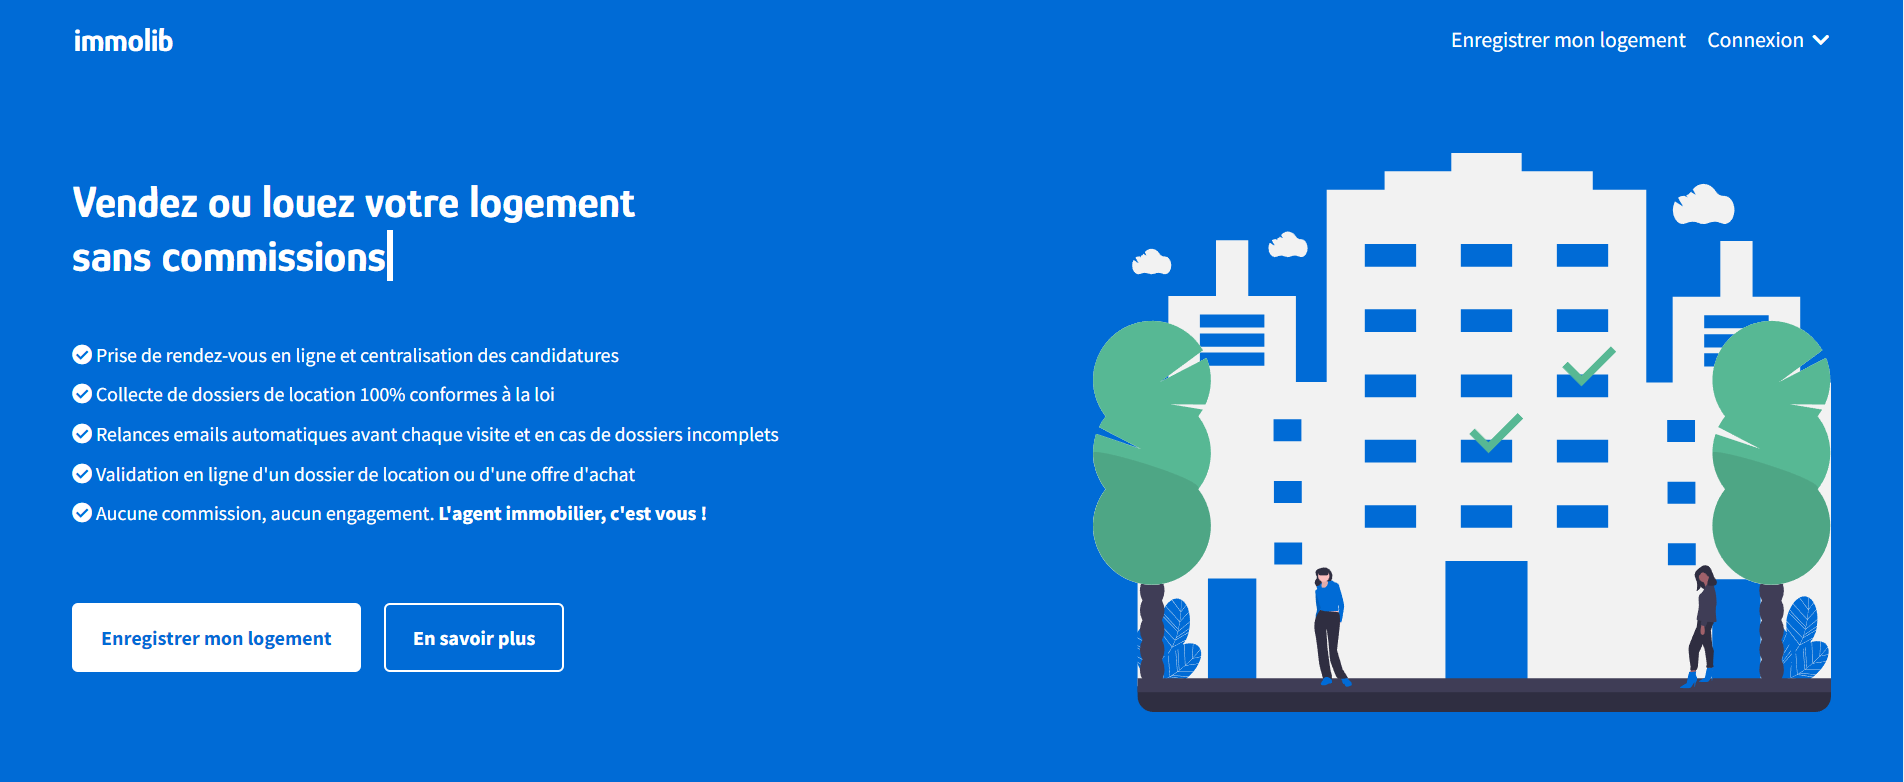 immolib
Enregistrer mon logement
Connexion
Vendez ou louez votre logement
sans commissions
Prise de rendez-vous en ligne et centralisation des candidatures
Collecte de dossiers de location 100% conformes à la loi
Relances emails automatiques avant chaque visite et en cas de dossiers incomplets
Validation en ligne d'un dossier de location ou d'une offre d'achat
Aucune commission, aucun engagement. L'agent immobilier, c'est vous !
Enregistrer mon logement
En savoir plus